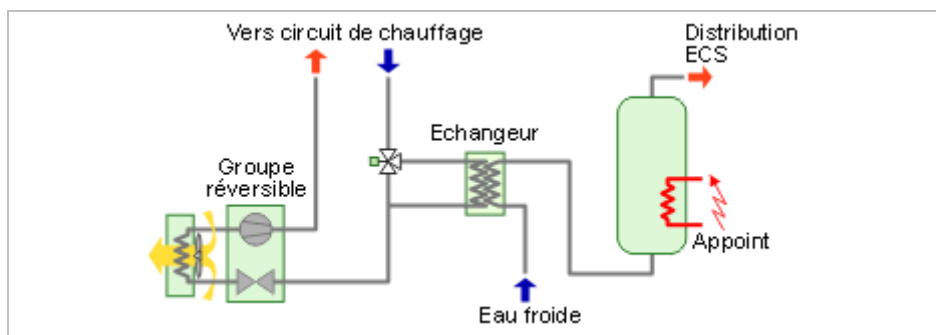 Vers circuit de chauffage
Distribution
ECS
Echangeur
Groupe
réversible
Appoint
Eau froide